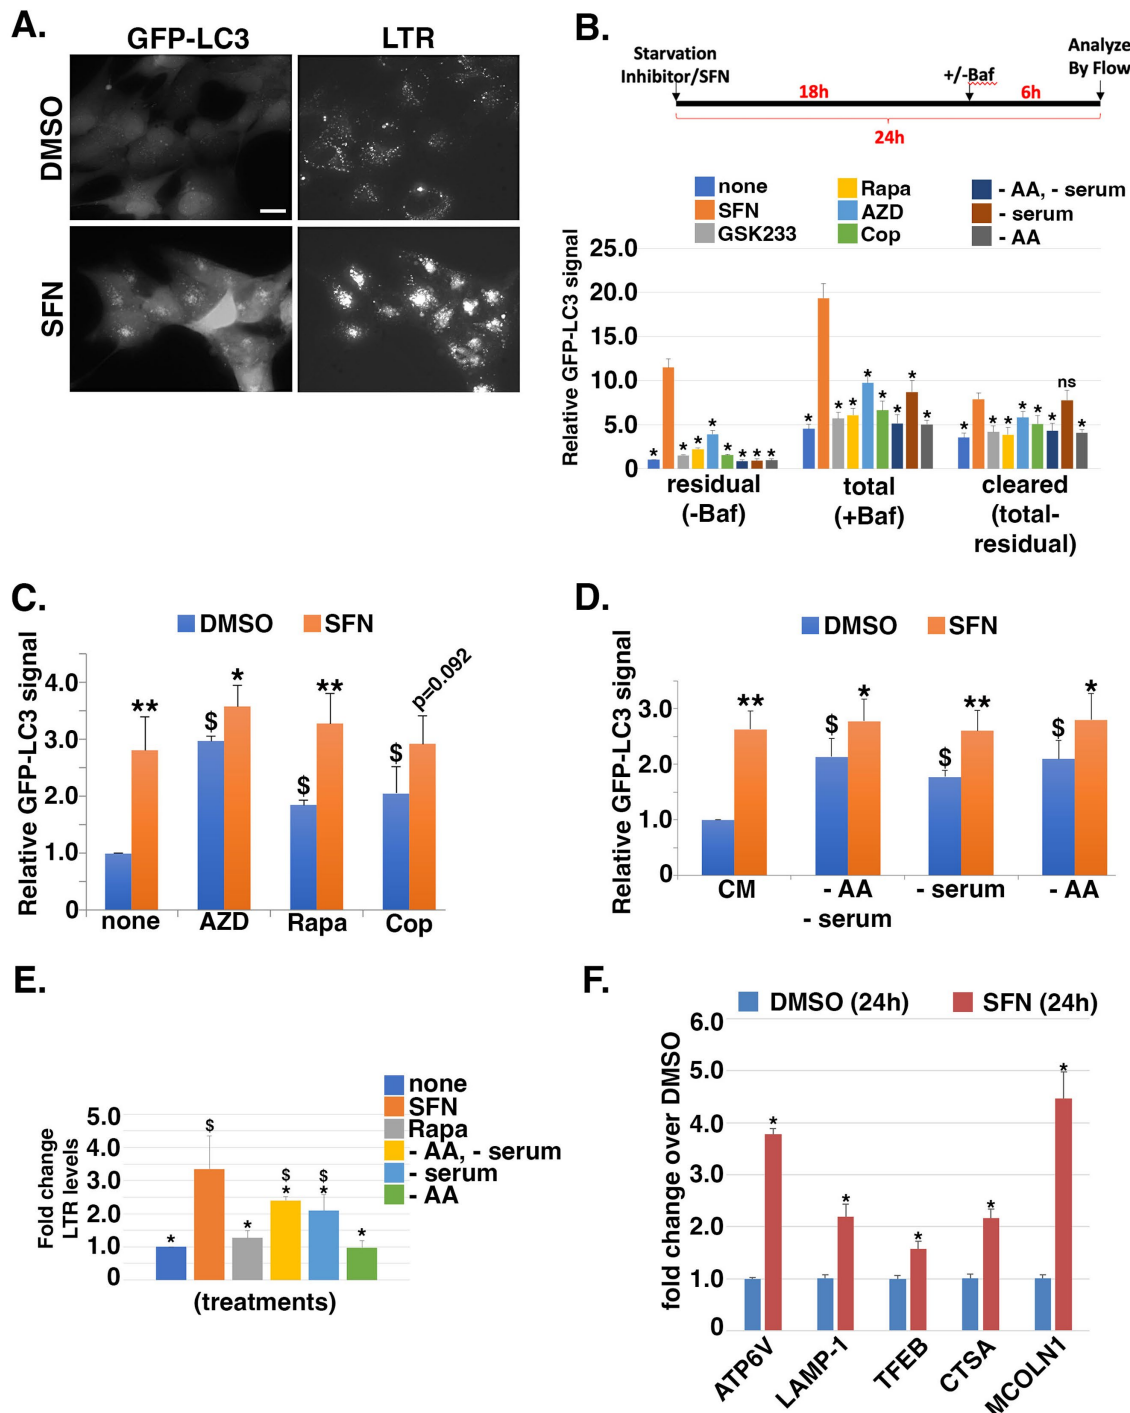 A.
GFP-LC3 LTR
DMSO
SFN
B.
Starvation
Inhibitor/SFN
+/-Baf
Analyze
By Flow
18h 6h
24h
none Rapa - AA, - serum
SFN AZD - serum
GSK233 Cop - AA
Relative GFP-LC3 signal
25.0
20.0
15.0
10.0
5.0
0
* * * * * * * *
* * * * * * * *
* * * * * * ns *
residual
(-Baf)
total
(+Baf)
cleared
(total-
residual)
C.
DMSO SFN
Relative GFP-LC3 signal
4.0
3.0
2.0
1.0
0
** $ * $ ** $ p=0.092
none AZD Rapa Cop
D.
DMSO SFN
Relative GFP-LC3 signal
3.0
2.0
1.0
0
** $ * $ ** $ *
CM - AA - serum - AA
- serum
E.
none
SFN
Rapa
- AA, - serum
- serum
- AA
Fold change
LTR levels
5.0
4.0
3.0
2.0
1.0
0
$ $ $
* * * * *
(treatments)
F.
DMSO (24h) SFN (24h)
fold change over DMSO
6.0
5.0
4.0
3.0
2.0
1.0
0
* * * * *
ATP6V
LAMP-1
TFEB
CTSA
MCOLN1